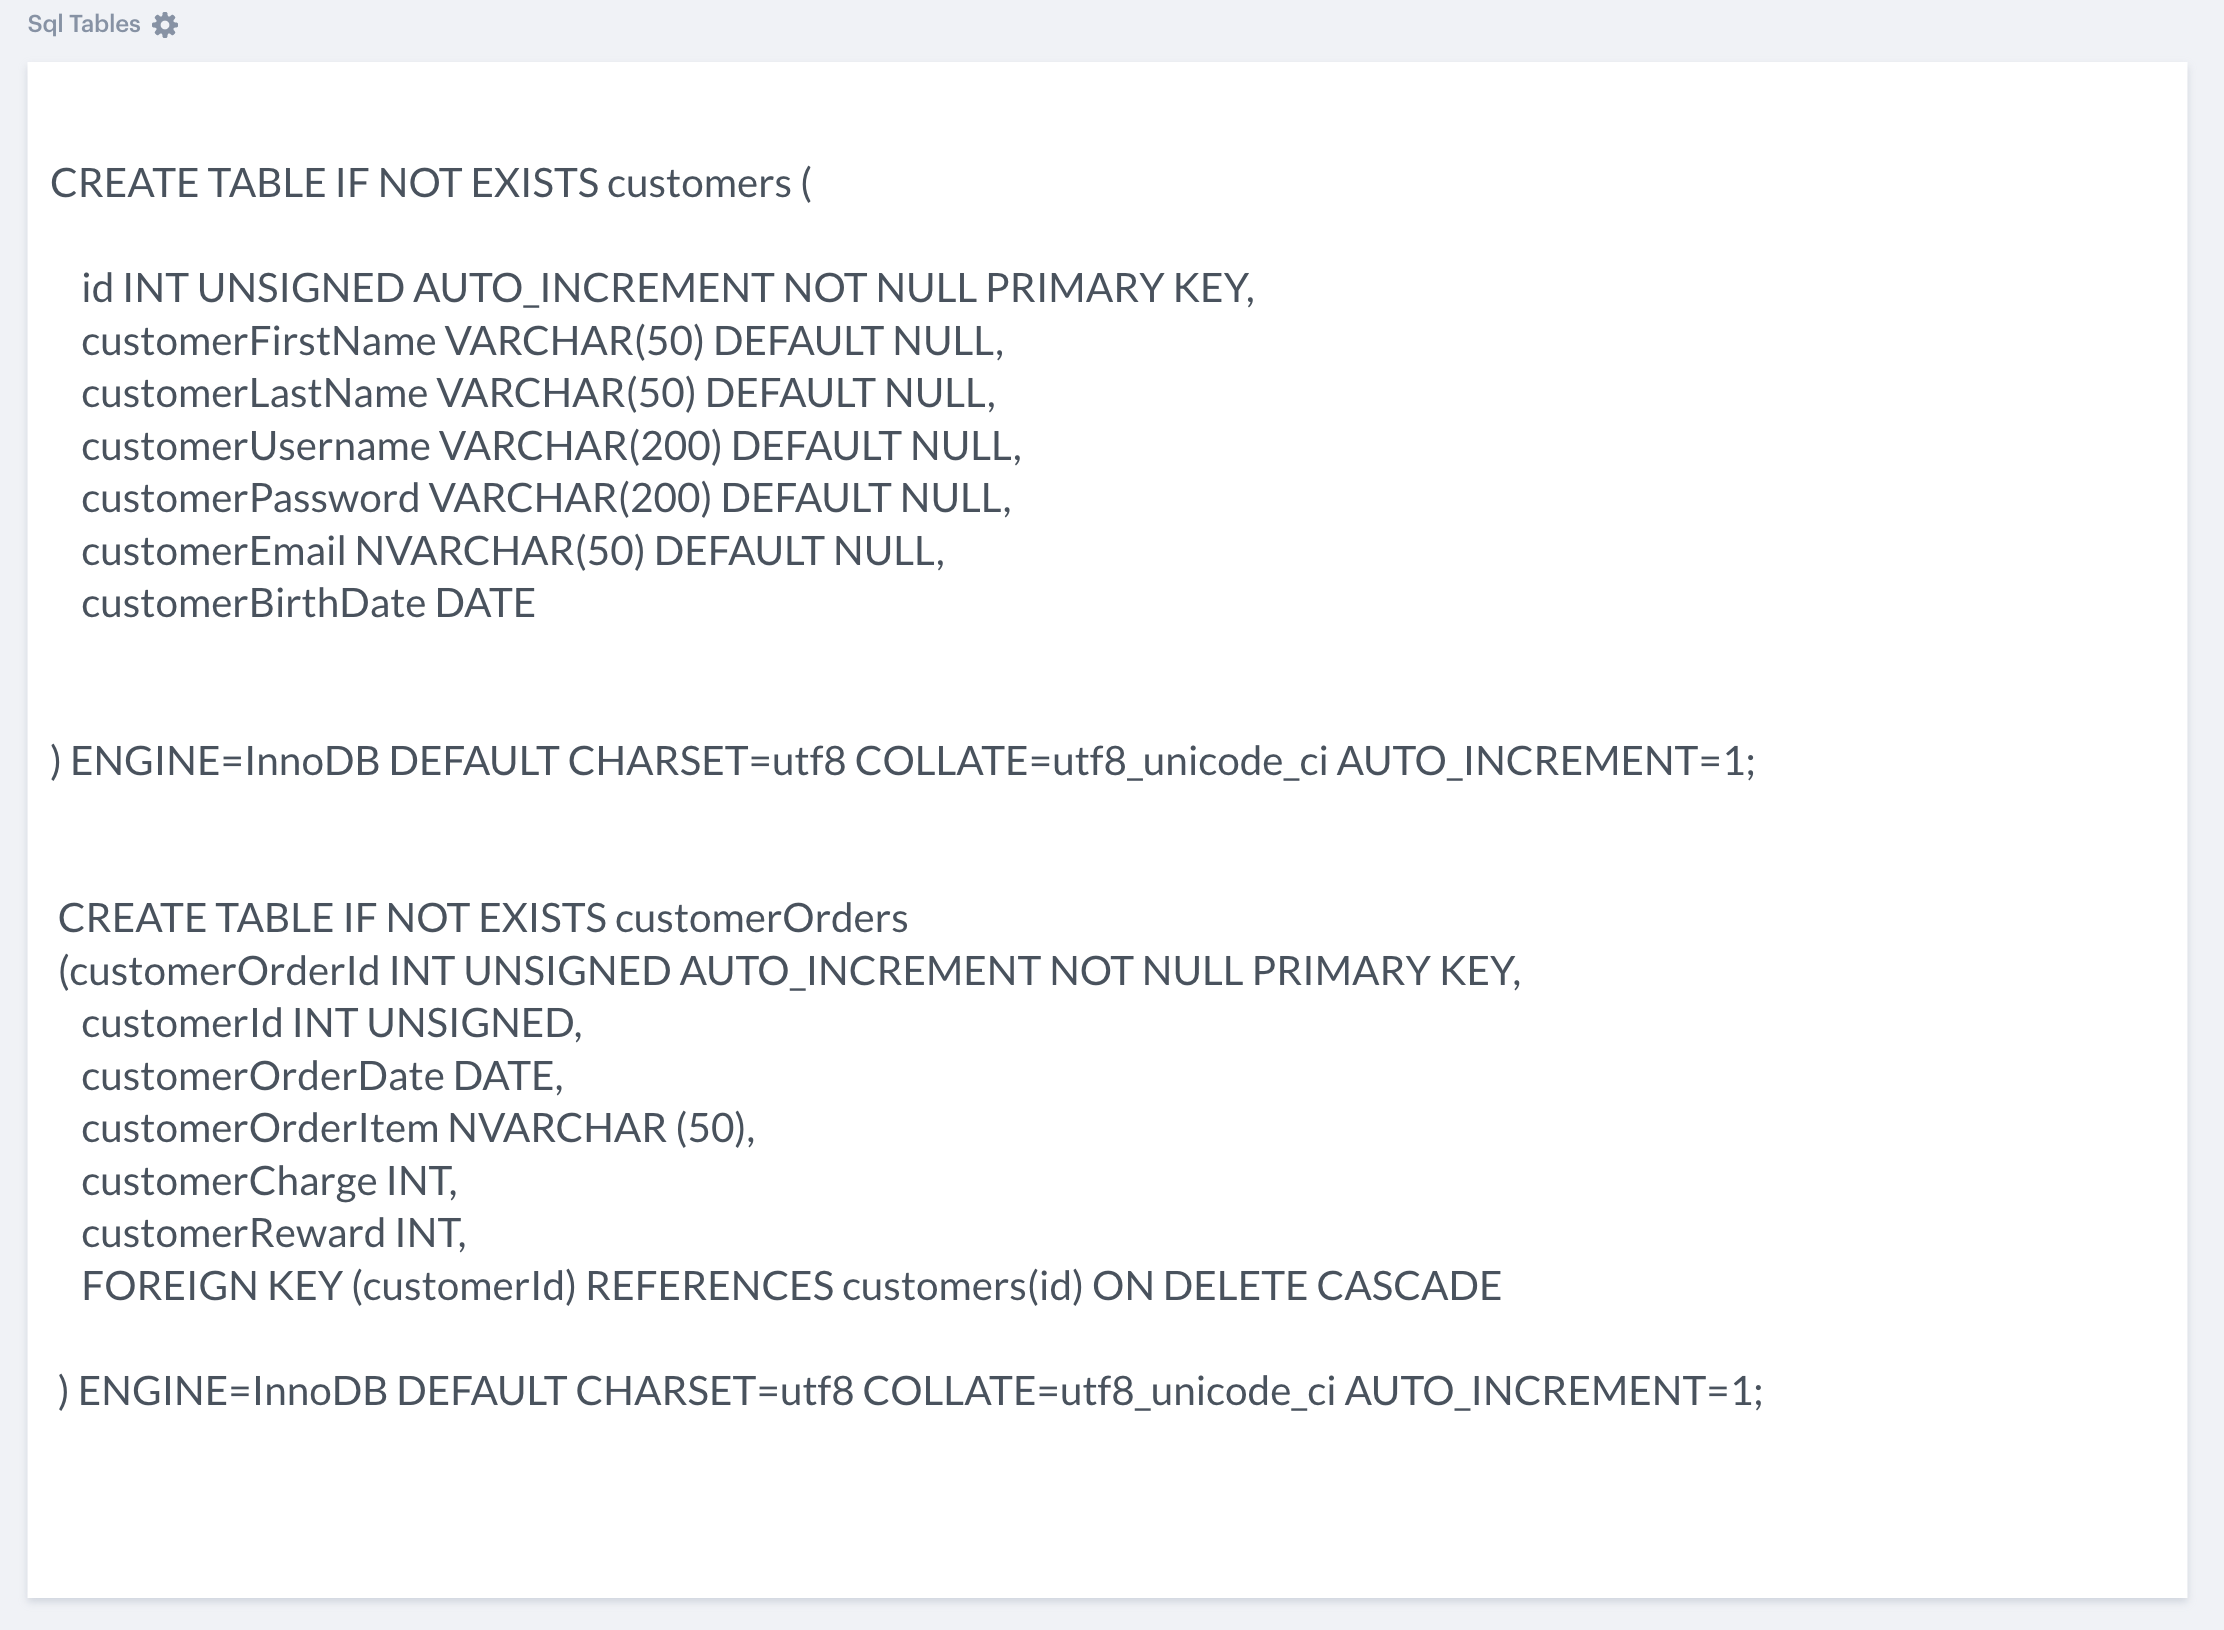 Sql Tables
CREATE TABLE IF NOT EXISTS customers (
id INT UNSIGNED AUTO_INCREMENT NOT NULL PRIMARY KEY,
customerFirstName VARCHAR(50) DEFAULT NULL,
customerLastName VARCHAR(50) DEFAULT NULL,
customerUsername VARCHAR(200) DEFAULT NULL,
customerPassword VARCHAR(200) DEFAULT NULL,
customerEmail NVARCHAR(50) DEFAULT NULL,
customerBirthDate DATE
) ENGINE=InnoDB DEFAULT CHARSET=utf8 COLLATE=utf8_unicode_ci AUTO_INCREMENT=1;
CREATE TABLE IF NOT EXISTS customerOrders
(customerOrderId INT UNSIGNED AUTO_INCREMENT NOT NULL PRIMARY KEY,
customerId INT UNSIGNED,
customerOrderDate DATE,
customerOrderItem NVARCHAR (50),
customerCharge INT,
customerReward INT,
FOREIGN KEY (customerId) REFERENCES customers(id) ON DELETE CASCADE
) ENGINE=InnoDB DEFAULT CHARSET=utf8 COLLATE=utf8_unicode_ci AUTO_INCREMENT=1;